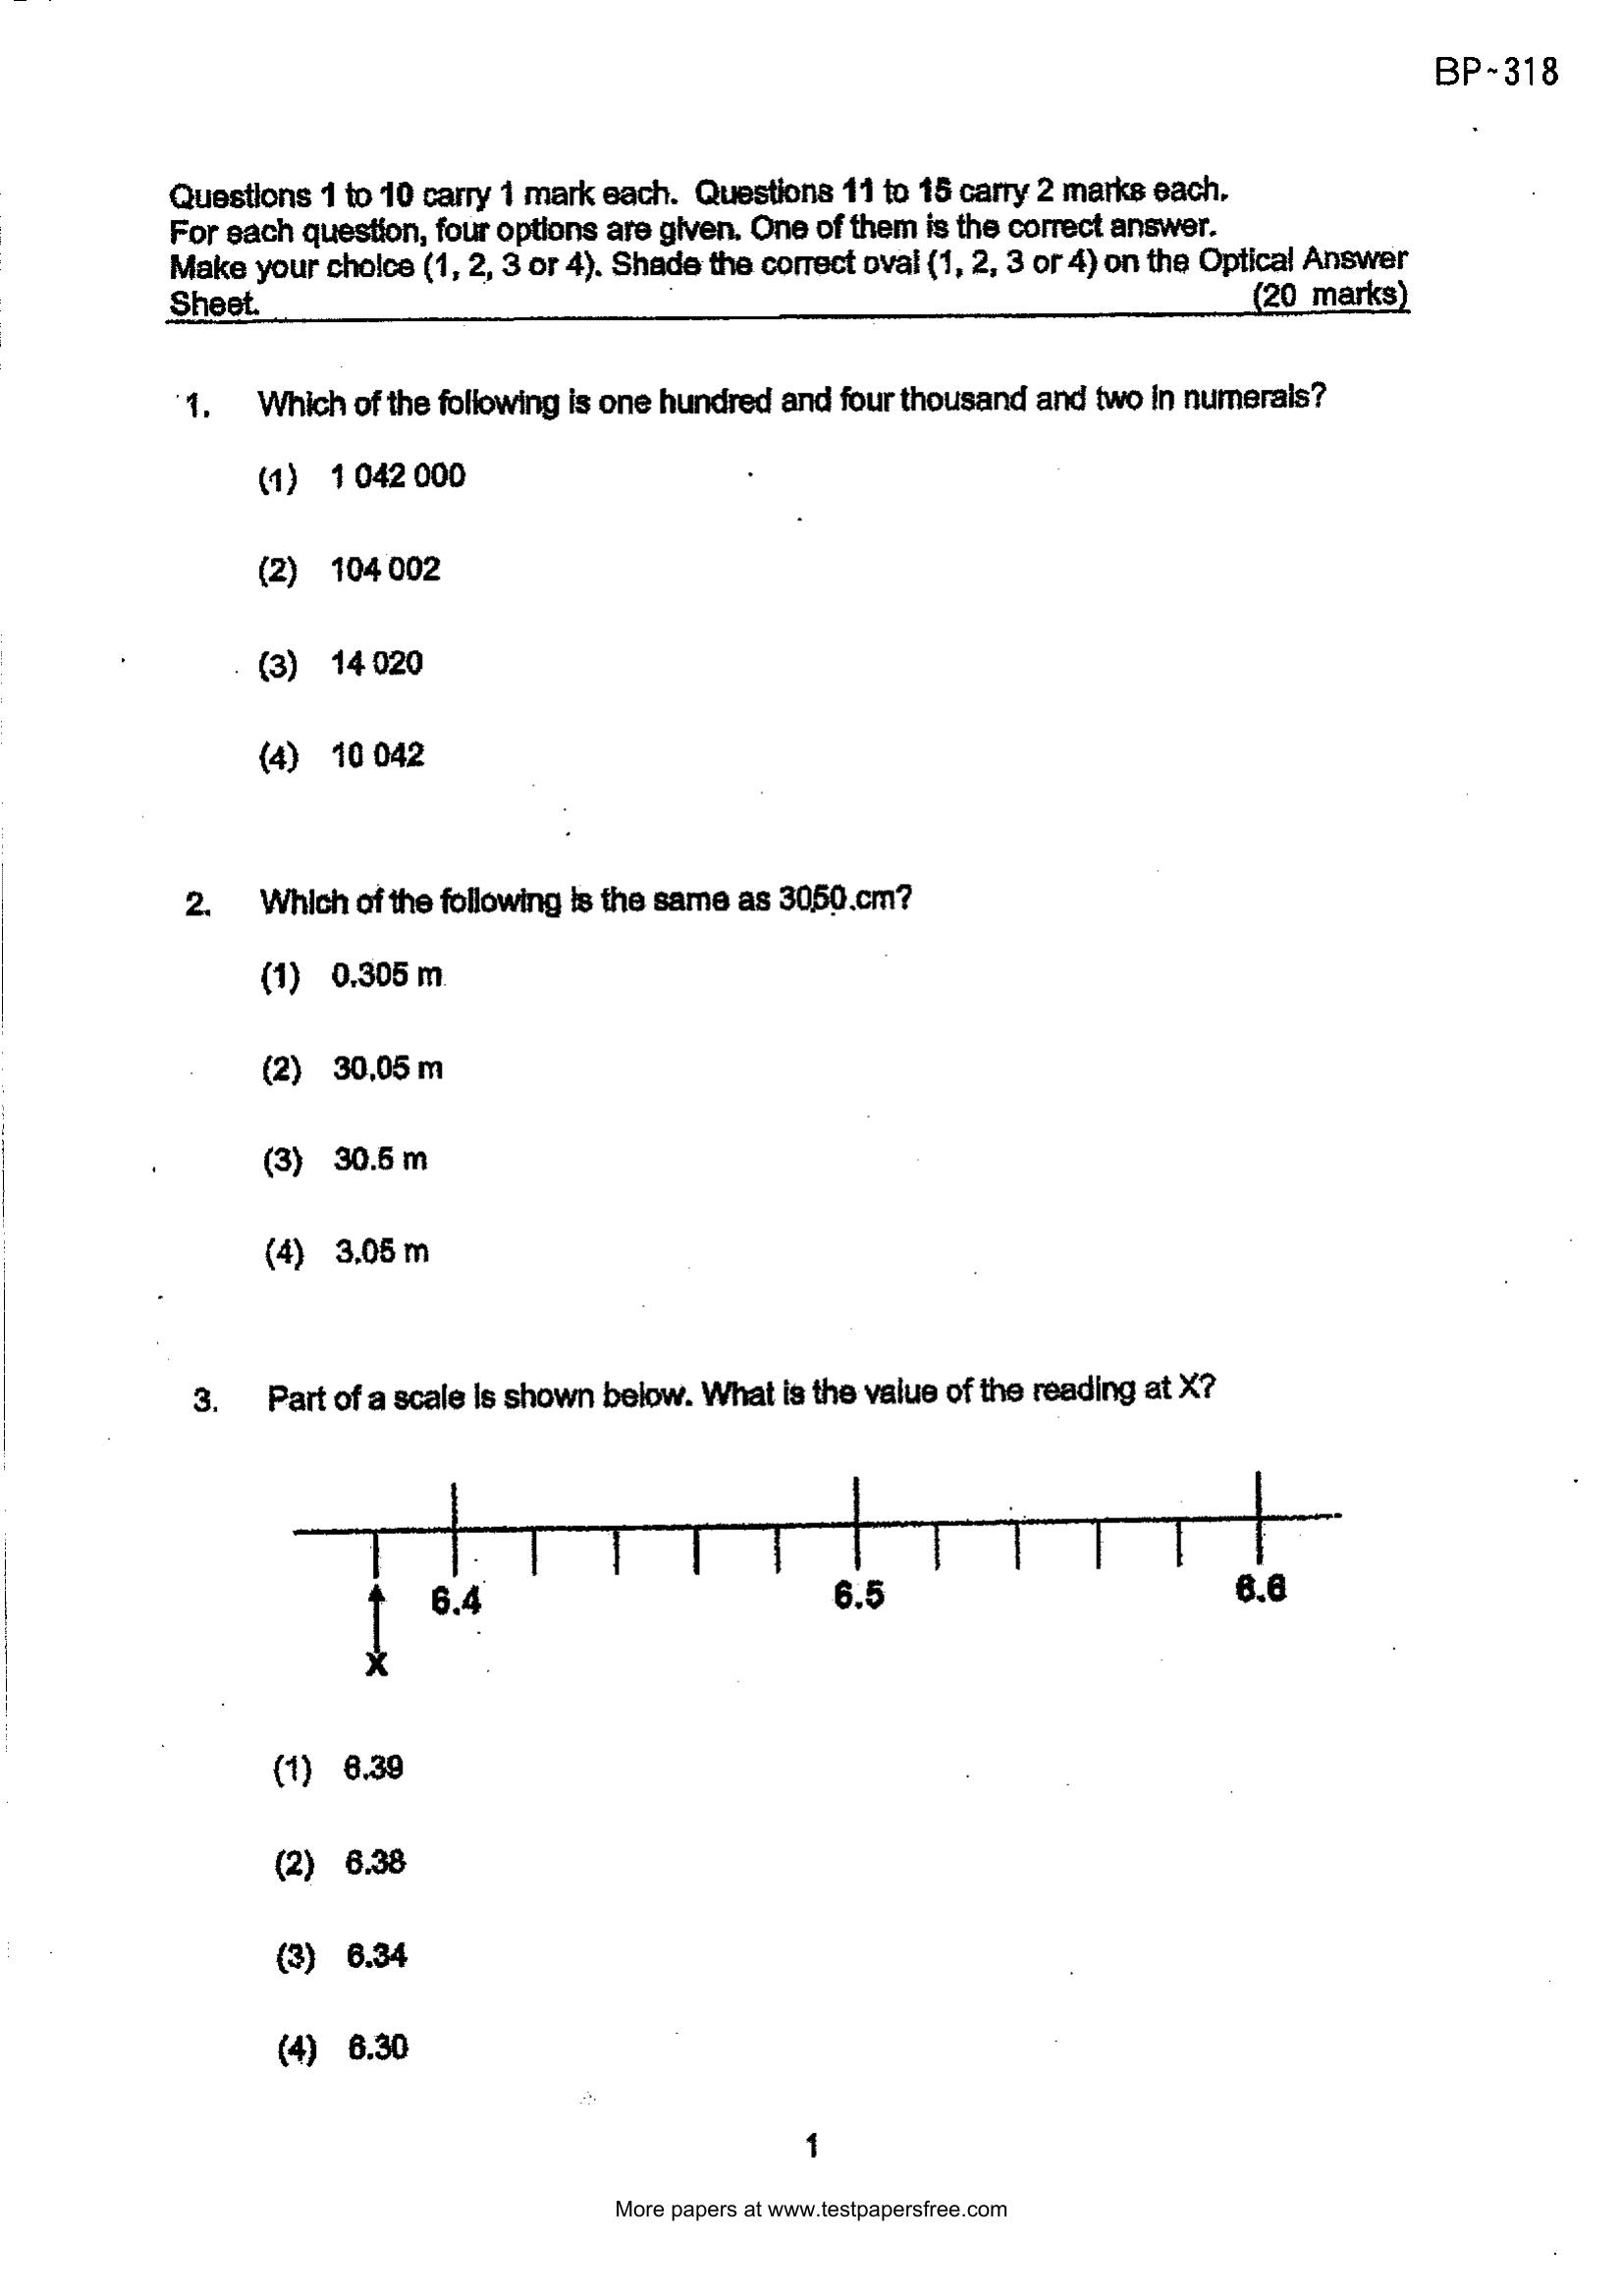 BP~318
Questions 1 to 10 carry 1 mark each. Questions 11 to 15 carry 2 marks each.
For each question, four options are given. One of them is the correct answer.
Make your choice (1, 2, 3 or 4). Shade the correct oval (1, 2, 3 or 4) on the Optical Answer
Sheet. (20 marks)
1. Which of the following is one hundred and four thousand and two in numerals?
(1) 1 042 000
(2) 104 002
(3) 14 020
(4) 10 042
2. Which of the following is the same as 3050.cm?
(1) 0.305 m
(2) 30.05 m
(3) 30.5 m
(4) 3.05 m
3. Part of a scale is shown below. What is the value of the reading at X?
6.4 6.5 6.6
X
(1) 6.39
(2) 6.38
(3) 6.34
(4) 6.30
1
More papers at www.testpapersfree.com